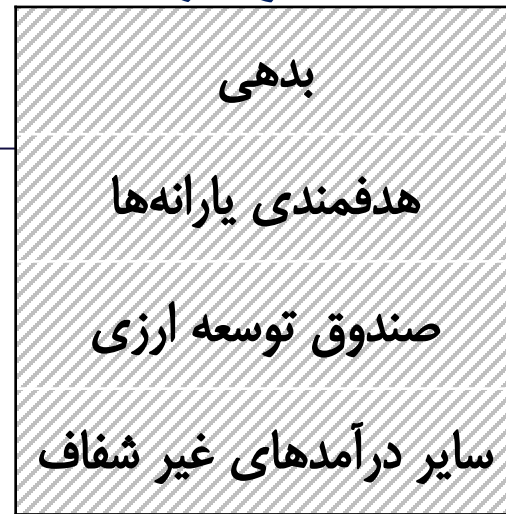 بدهی
هدفمندی یارانه‌ها
صندوق توسعه ارزی
سایر درآمدهای غیر شفاف